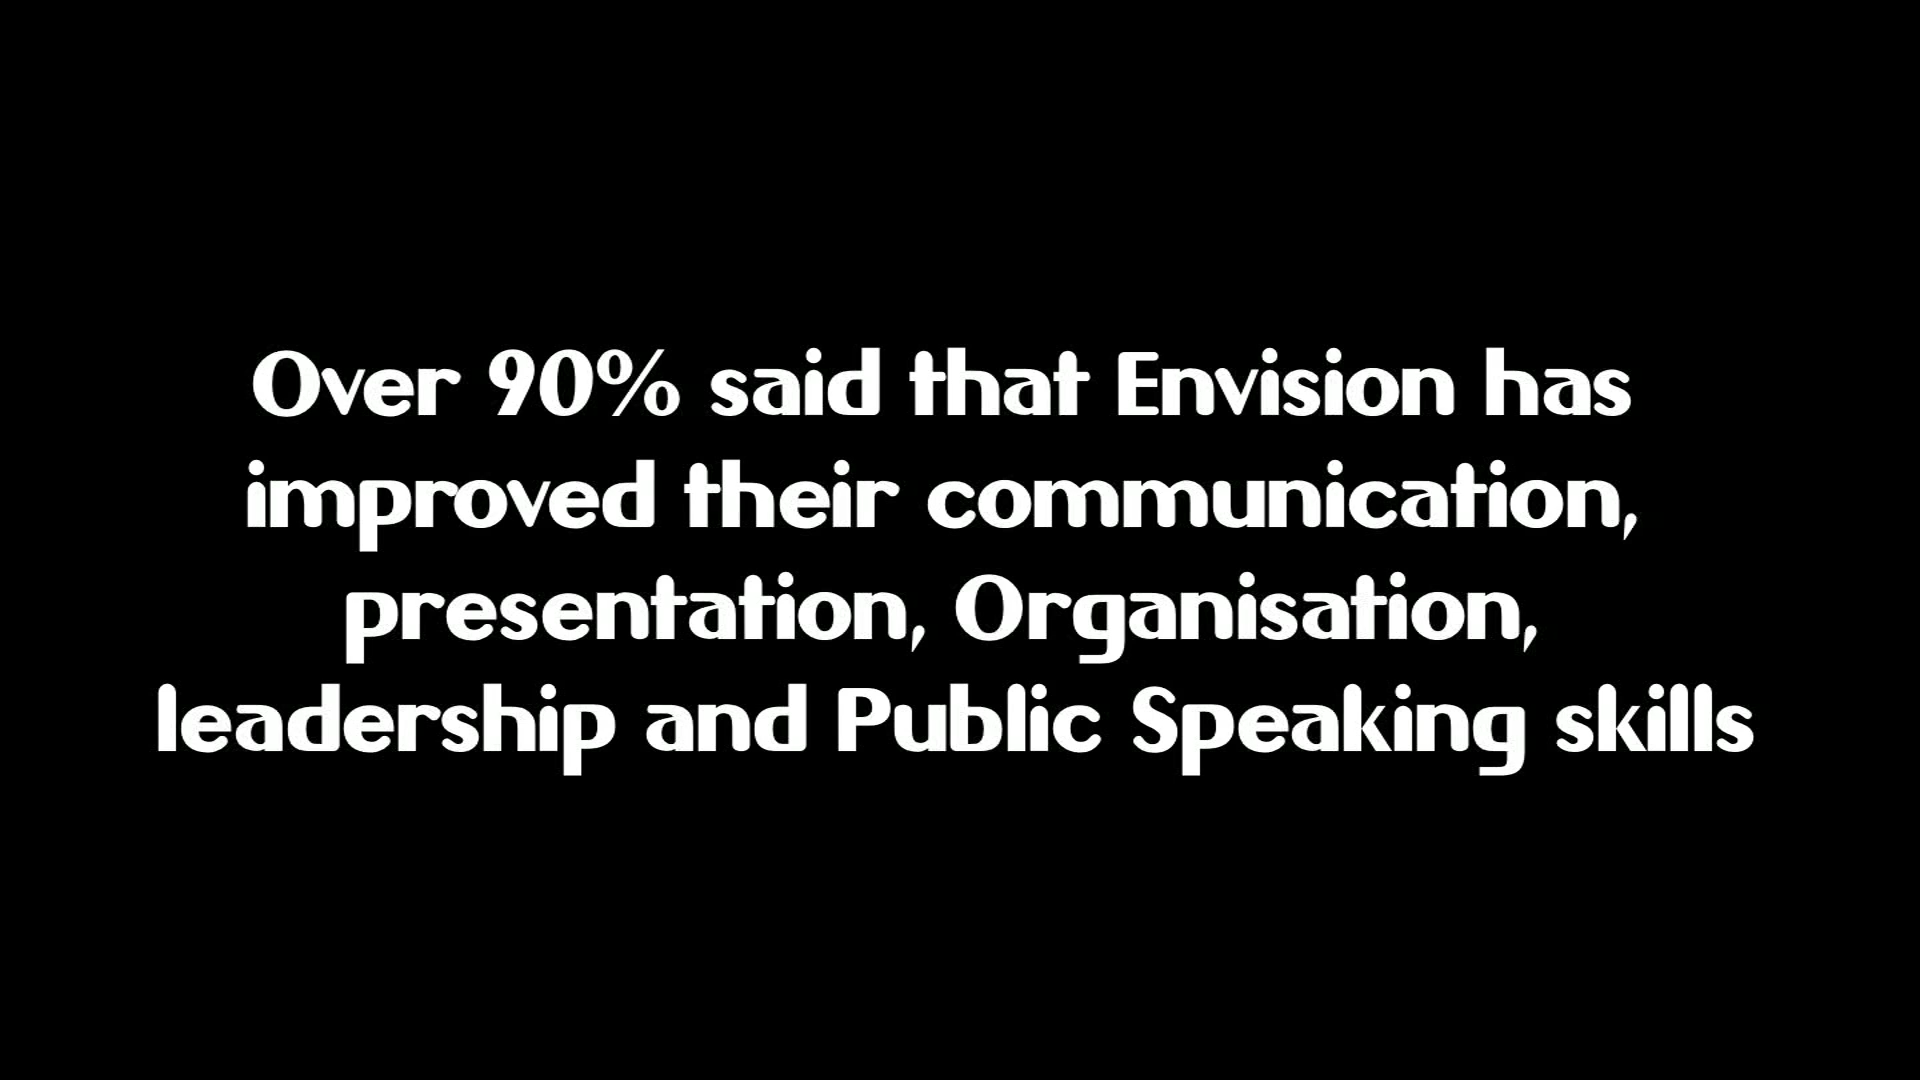 Over 90% said that Envision has
improved their communication,
presentation, Organisation,
leadership and Public Speaking skills